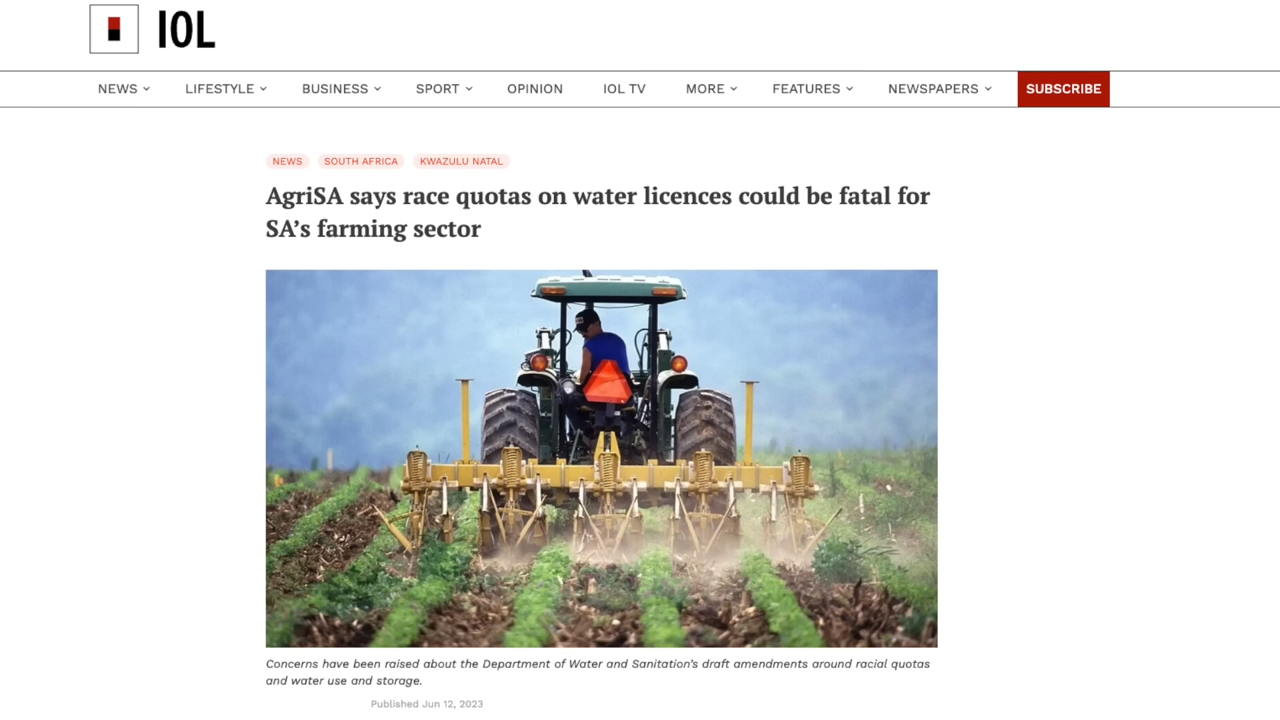 IOL
NEWS LIFESTYLE BUSINESS SPORT OPINION IOL TV MORE FEATURES NEWSPAPERS SUBSCRIBE
NEWS SOUTH AFRICA KWAZULU NATAL
AgriSA says race quotas on water licences could be fatal for
SA’s farming sector
Concerns have been raised about the Department of Water and Sanitation’s draft amendments around racial quotas
and water use and storage.
Published Jun 12, 2023